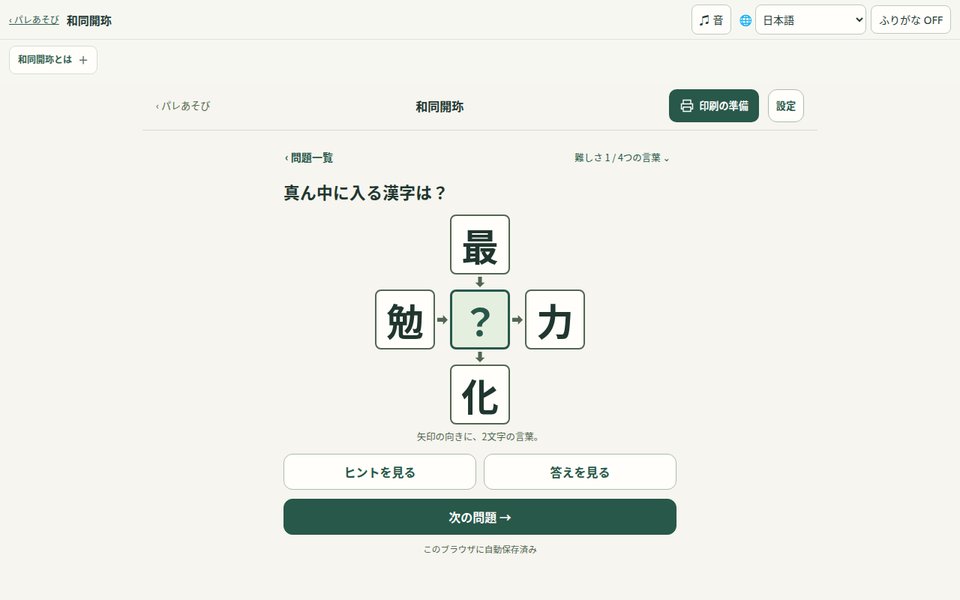 ‹ パレあそび 和同開珎 音 日本語 ふりがな OFF
和同開珎とは ＋
‹ パレあそび 和同開珎 印刷の準備 設定
‹ 問題一覧 難しさ 1 / 4つの言葉
真ん中に入る漢字は？
最
勉 ？ 力
化
矢印の向きに、2文字の言葉。
ヒントを見る 答えを見る
次の問題 →
このブラウザに自動保存済み